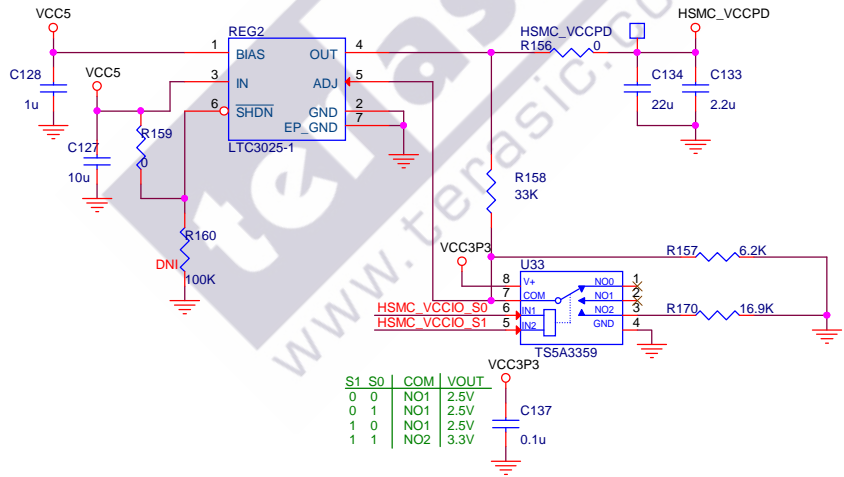 VCC5
HSMC_VCCPD
REG2
HSMC_VCCPD
1 BIAS OUT 4
R156 0
C128
1u
VCC5
3 IN ADJ 5
C134
22u
C133
2.2u
6 SHDN GND 2
EP_GND 7
LTC3025-1
R159
0
C127
10u
R158
33K
R160
DNI
100K
VCC3P3
R157 6.2K
U33
8 V+ NO0 1
7 COM NO1 2
HSMC_VCCIO_S0 6 IN1 NO2 3 R170 16.9K
HSMC_VCCIO_S1 5 IN2 GND 4
TS5A3359
VCC3P3
S1 S0 COM VOUT
0 0 NO1 2.5V
0 1 NO1 2.5V
1 0 NO1 2.5V
1 1 NO2 3.3V
C137
0.1u
terasic
www.terasic.co